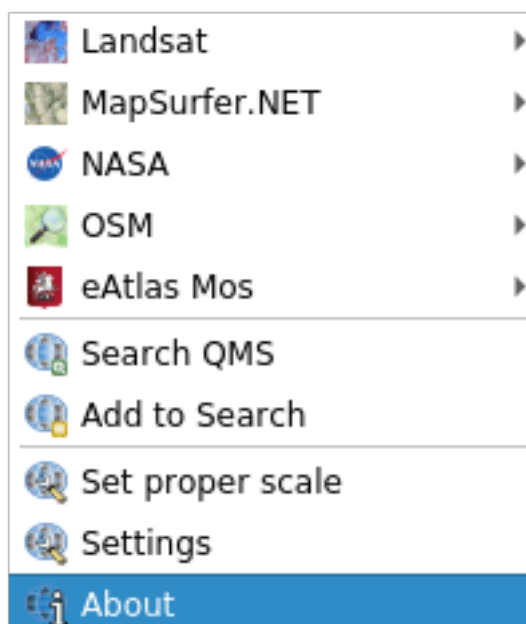 Landsat
MapSurfer.NET
NASA
OSM
eAtlas Mos
Search QMS
Add to Search
Set proper scale
Settings
About